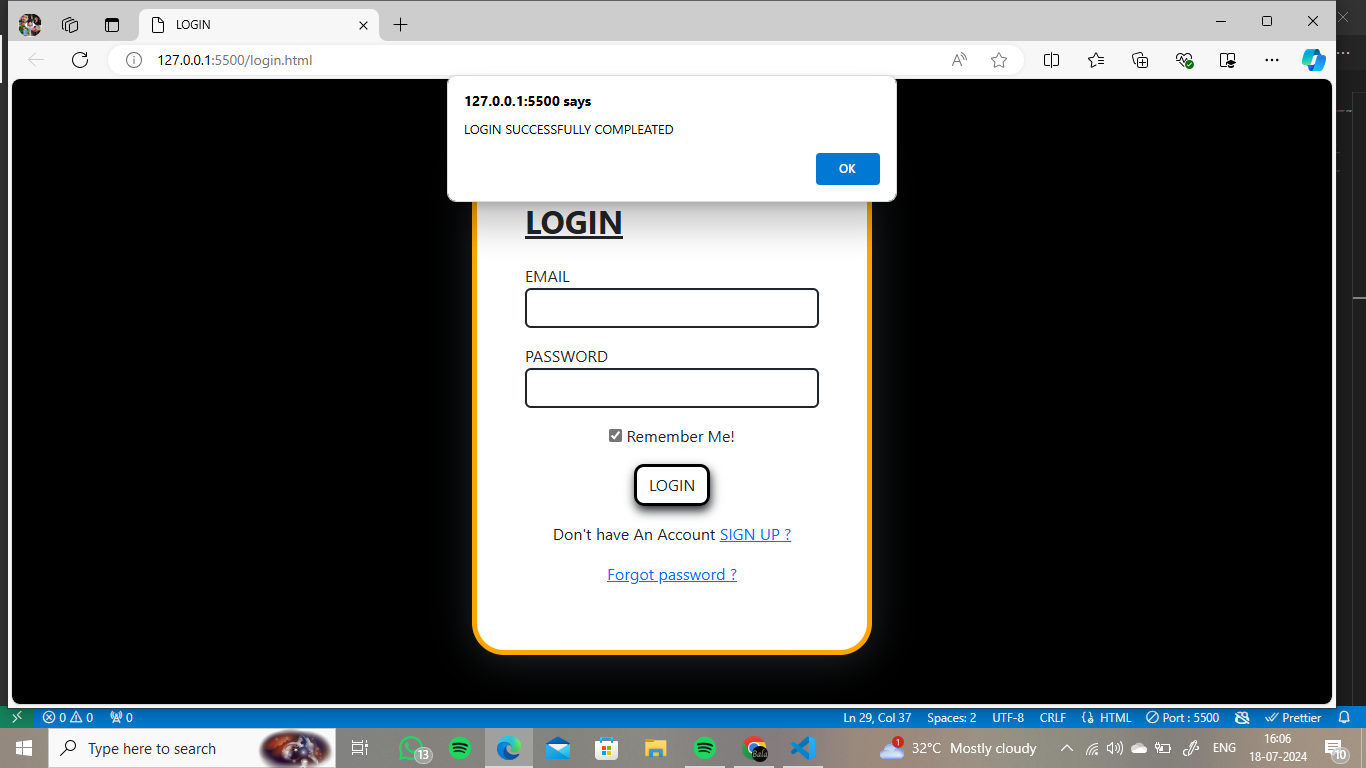 LOGIN
127.0.0.1:5500/login.html
127.0.0.1:5500 says
LOGIN SUCCESSFULLY COMPLEATED
OK
LOGIN
EMAIL
PASSWORD
Remember Me!
LOGIN
Don't have An Account SIGN UP ?
Forgot password ?
0 0 0 Ln 29, Col 37 Spaces: 2 UTF-8 CRLF HTML Port : 5500 Prettier
Type here to search 13 1 32°C Mostly cloudy ENG 16:06
18-07-2024 10